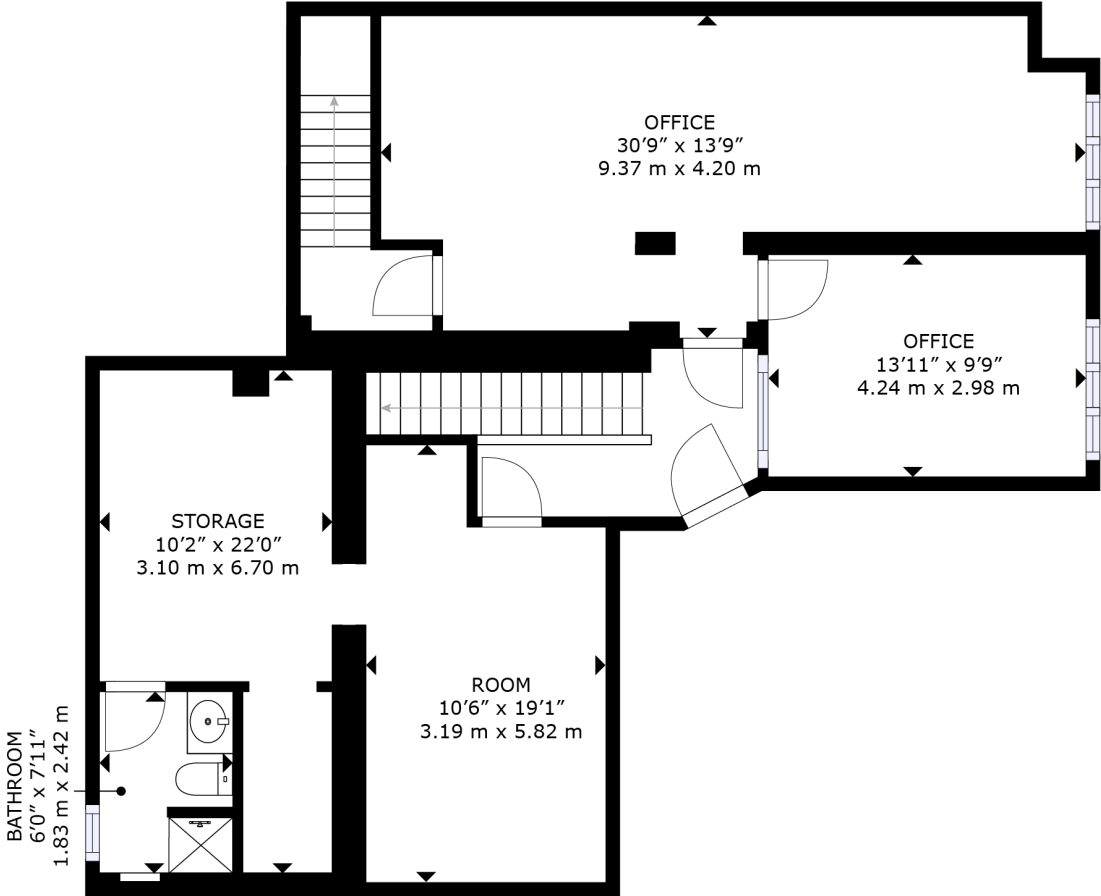 OFFICE
30′9″ x 13′9″
9.37 m x 4.20 m
OFFICE
13′11″ x 9′9″
4.24 m x 2.98 m
STORAGE
10′2″ x 22′0″
3.10 m x 6.70 m
ROOM
10′6″ x 19′1″
3.19 m x 5.82 m
BATHROOM
6′0″ x 7′11″
1.83 m x 2.42 m